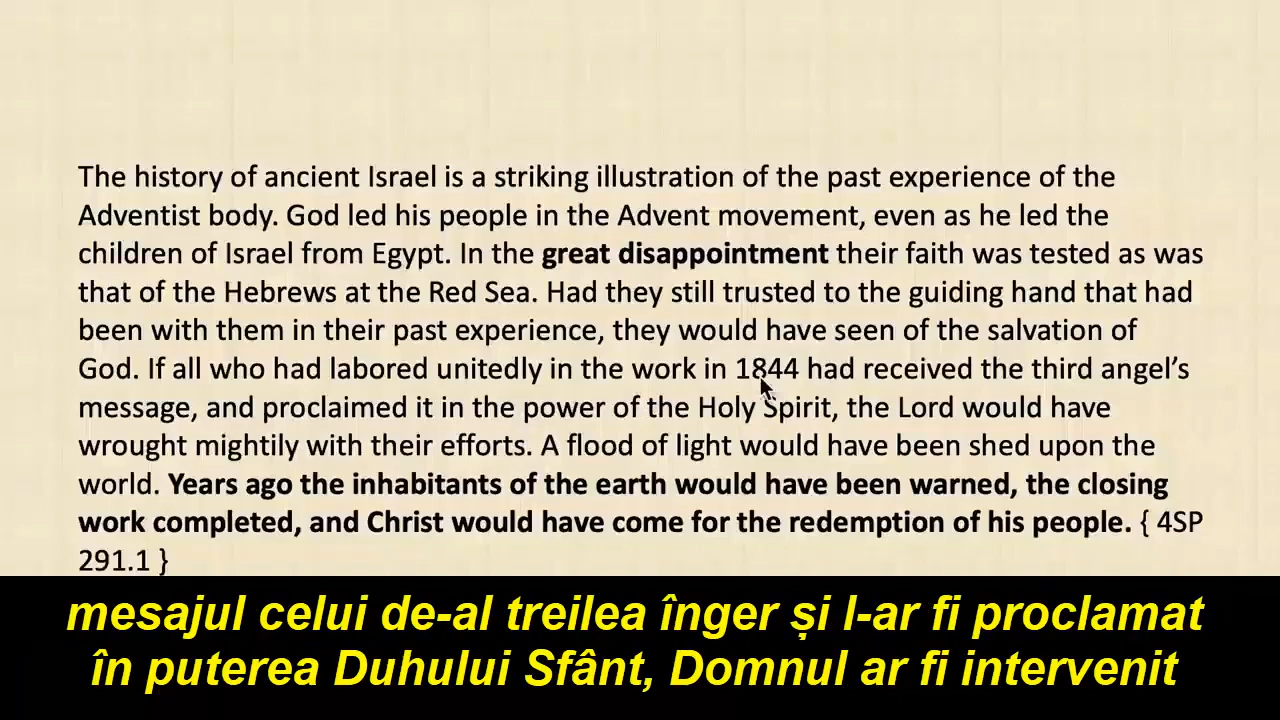 The history of ancient Israel is a striking illustration of the past experience of the
Adventist body. God led his people in the Advent movement, even as he led the
children of Israel from Egypt. In the great disappointment their faith was tested as was
that of the Hebrews at the Red Sea. Had they still trusted to the guiding hand that had
been with them in their past experience, they would have seen of the salvation of
God. If all who had labored unitedly in the work in 1844 had received the third angel’s
message, and proclaimed it in the power of the Holy Spirit, the Lord would have
wrought mightily with their efforts. A flood of light would have been shed upon the
world. Years ago the inhabitants of the earth would have been warned, the closing
work completed, and Christ would have come for the redemption of his people. { 4SP
291.1 }
mesajul celui de-al treilea înger și l-ar fi proclamat
în puterea Duhului Sfânt, Domnul ar fi intervenit